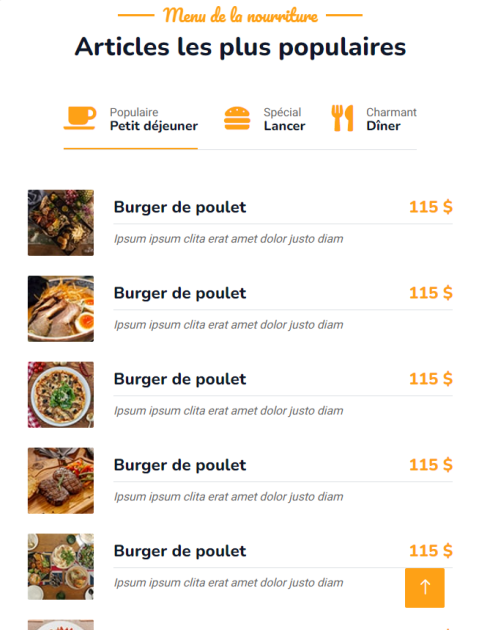 Menu de la nourriture
Articles les plus populaires
Populaire
Petit déjeuner
Spécial
Lancer
Charmant
Dîner
Burger de poulet 115 $
Ipsum ipsum clita erat amet dolor justo diam
Burger de poulet 115 $
Ipsum ipsum clita erat amet dolor justo diam
Burger de poulet 115 $
Ipsum ipsum clita erat amet dolor justo diam
Burger de poulet 115 $
Ipsum ipsum clita erat amet dolor justo diam
Burger de poulet 115 $
Ipsum ipsum clita erat amet dolor justo diam